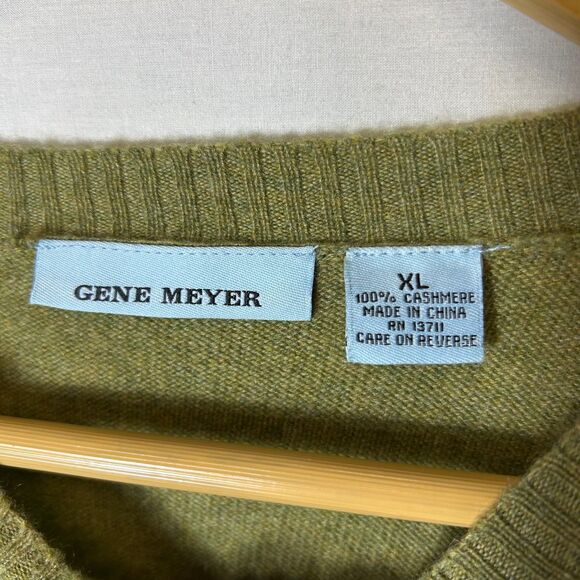 GENE MEYER
XL
100% CASHMERE
MADE IN CHINA
RN 13711
CARE ON REVERSE